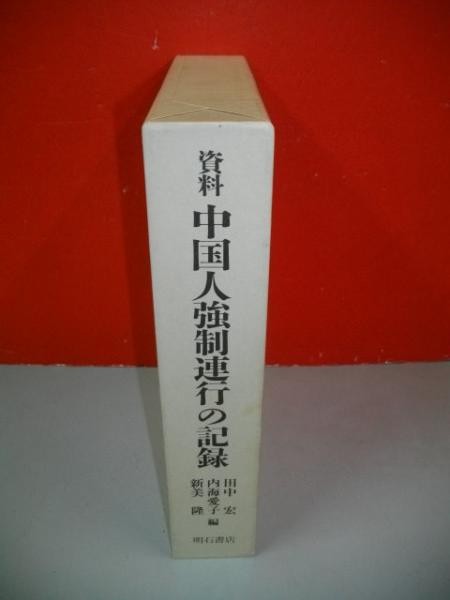 資料
中国人強制連行の記録
田中 宏
内海愛子 編
新美 隆
明石書店